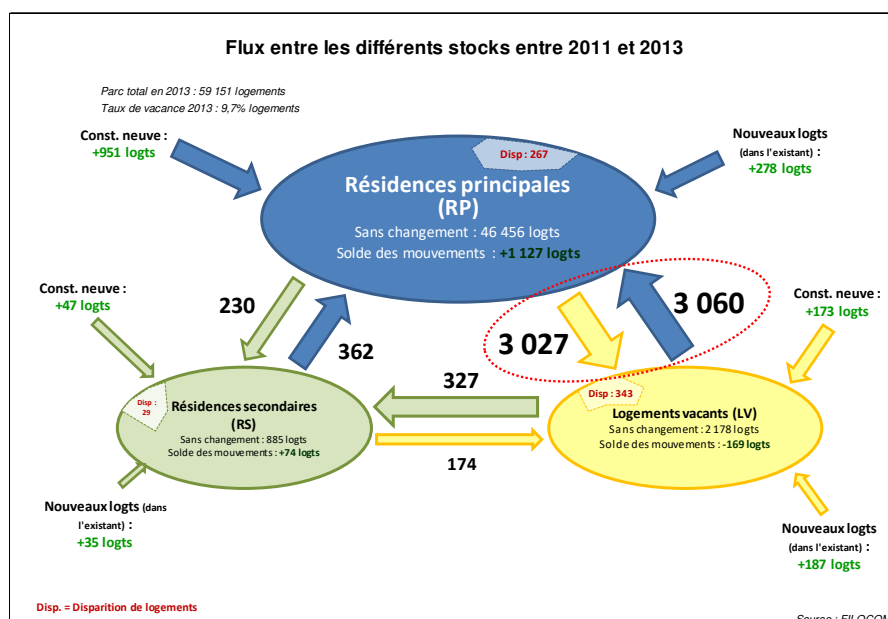 Flux entre les différents stocks entre 2011 et 2013
Parc total en 2013 : 59 151 logements
Taux de vacance 2013 : 9,7% logements
Const. neuve :
+951 logts
Nouveaux logts
(dans l'existant) :
+278 logts
Disp : 267
Résidences principales
(RP)
Sans changement : 46 456 logts
Solde des mouvements : +1 127 logts
Const. neuve :
+47 logts
230
362
3 027
3 060
Const. neuve :
+173 logts
327
174
Disp :
29
Résidences secondaires
(RS)
Sans changement : 885 logts
Solde des mouvements : +74 logts
Disp : 343
Logements vacants (LV)
Sans changement : 2 178 logts
Solde des mouvements : -169 logts
Nouveaux logts (dans
l'existant) :
+35 logts
Nouveaux logts
(dans l'existant) :
+187 logts
Disp. = Disparition de logements
Source : FILOCOM